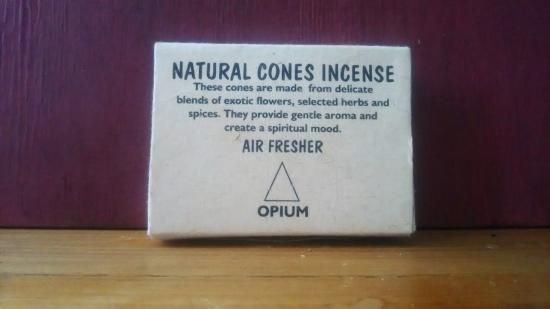 NATURAL CONES INCENSE
These cones are made from delicate
blends of exotic flowers, selected herbs and
spices. They provide gentle aroma and
create a spiritual mood.
AIR FRESHER
OPIUM